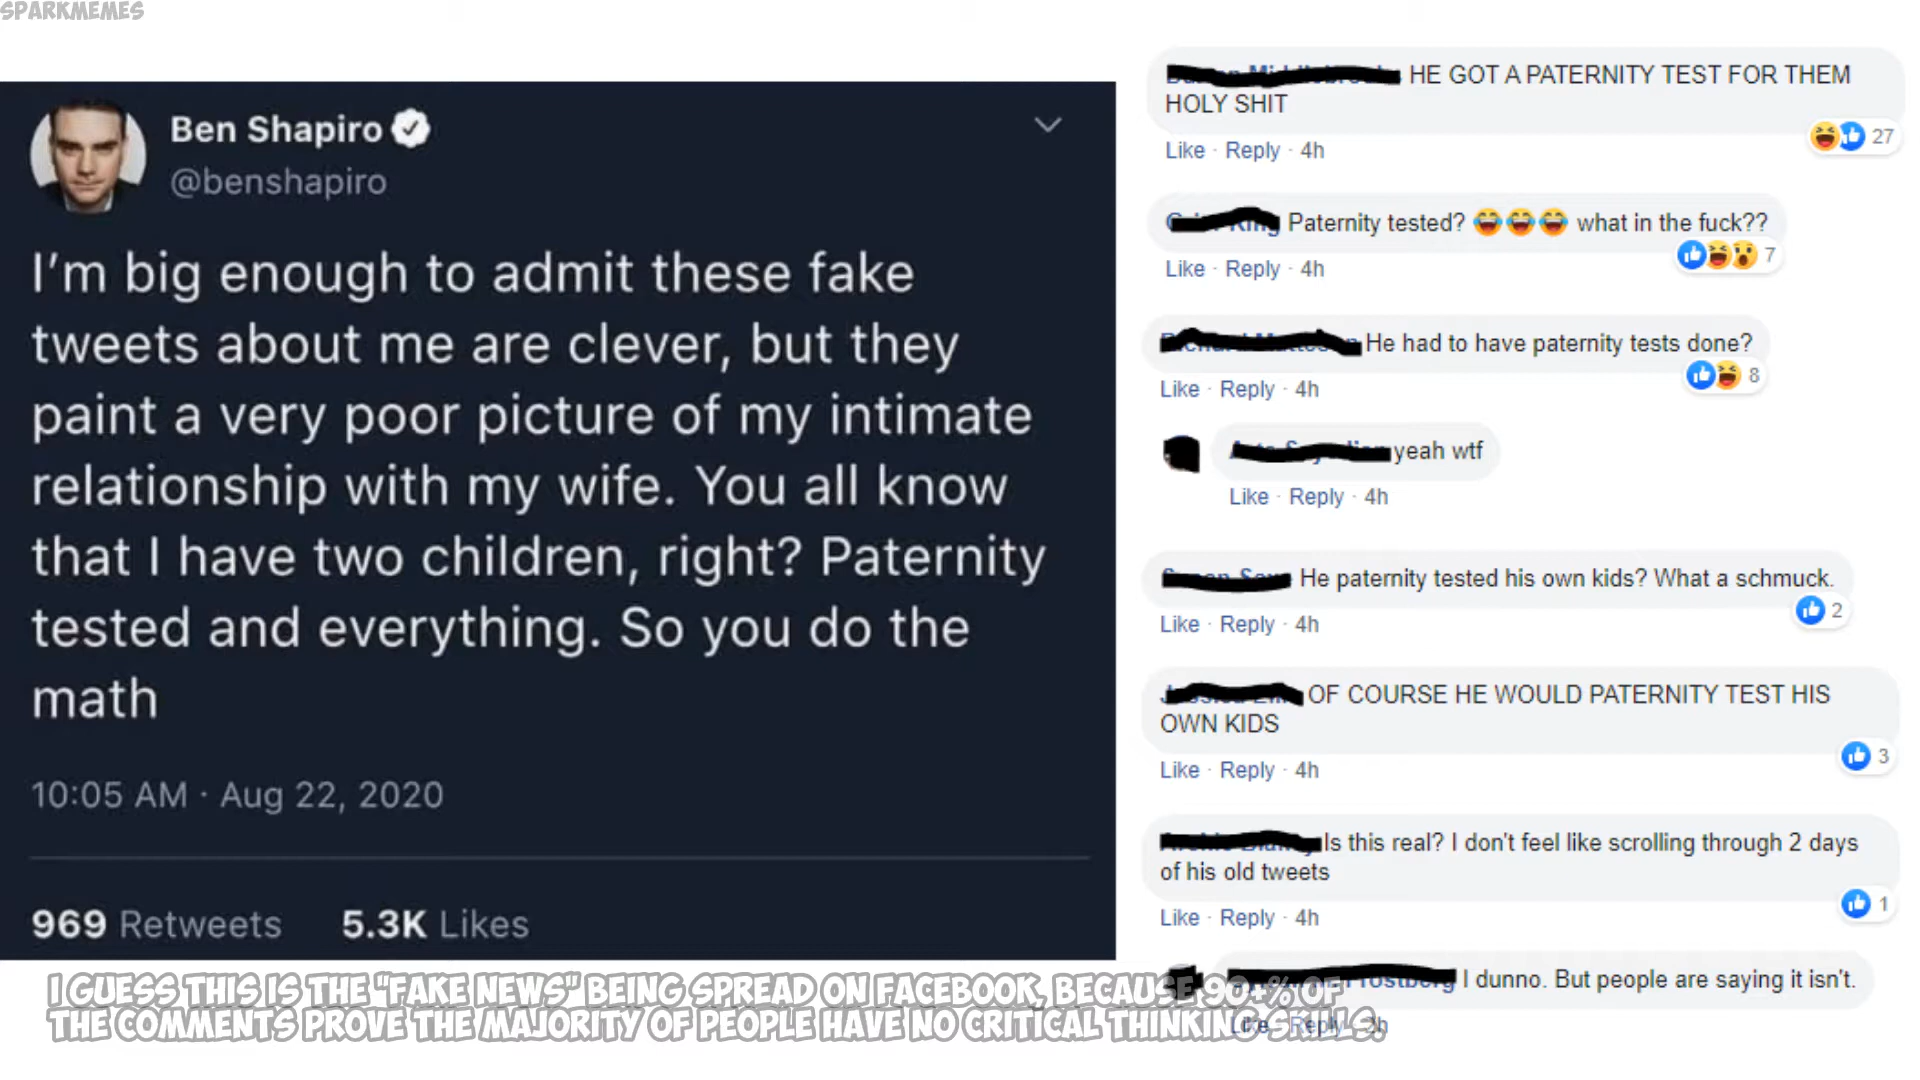 SPARKMEMES
Ben Shapiro
@benshapiro
I'm big enough to admit these fake
tweets about me are clever, but they
paint a very poor picture of my intimate
relationship with my wife. You all know
that I have two children, right? Paternity
tested and everything. So you do the
math
10:05 AM · Aug 22, 2020
969 Retweets 5.3K Likes
HE GOT A PATERNITY TEST FOR THEM
HOLY SHIT
27
Like · Reply · 4h
Paternity tested? 😂😂😂 what in the fuck??
7
Like · Reply · 4h
He had to have paternity tests done?
8
Like · Reply · 4h
yeah wtf
Like · Reply · 4h
He paternity tested his own kids? What a schmuck.
2
Like · Reply · 4h
OF COURSE HE WOULD PATERNITY TEST HIS
OWN KIDS
3
Like · Reply · 4h
Is this real? I don't feel like scrolling through 2 days
of his old tweets
1
Like · Reply · 4h
I dunno. But people are saying it isn't.
Like · Reply · 2h
I GUESS THIS IS THE "FAKE NEWS" BEING SPREAD ON FACEBOOK, BECAUSE 90+% OF
THE COMMENTS PROVE THE MAJORITY OF PEOPLE HAVE NO CRITICAL THINKING SKILLS.